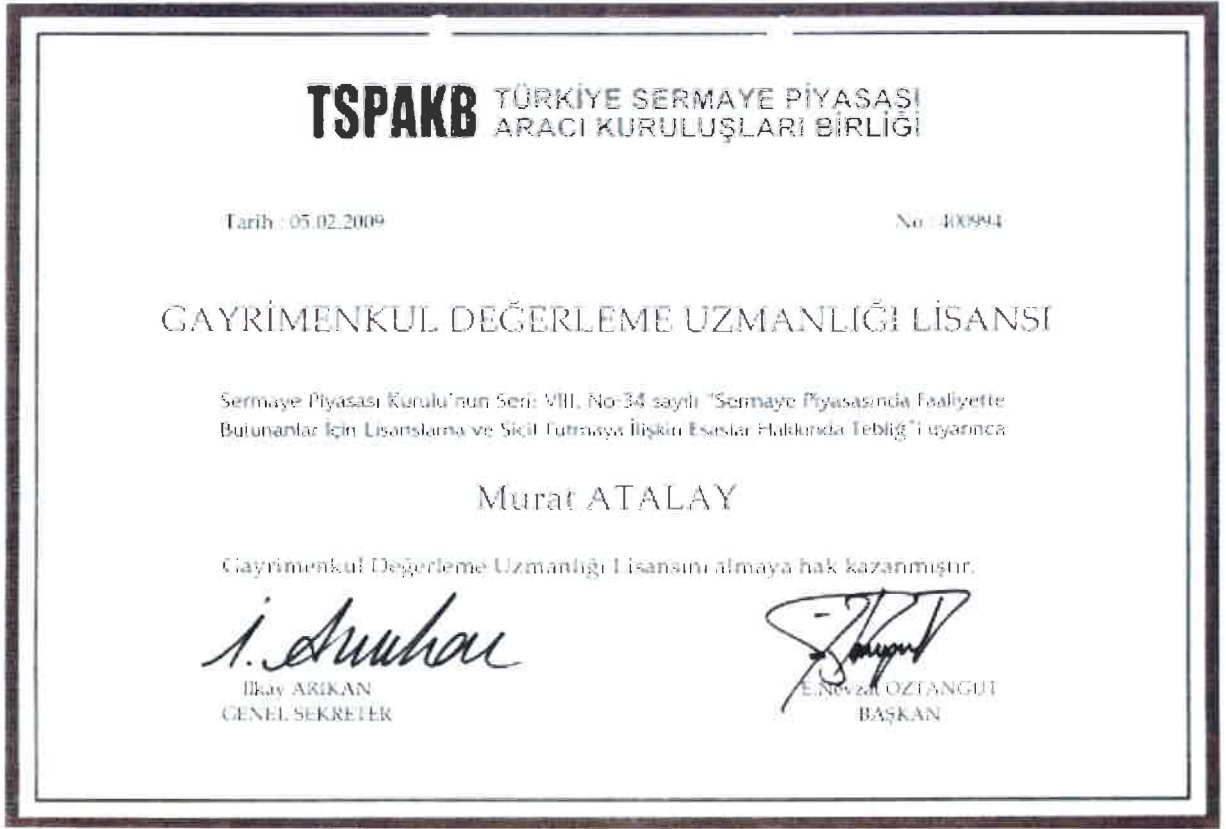 TSPAKB TÜRKİYE SERMAYE PİYASASI
ARACI KURULUŞLARI BİRLİĞİ
Tarih : 05.02.2009 No : 400994
GAYRİMENKUL DEĞERLEME UZMANLIĞI LİSANSI
Sermaye Piyasası Kurulu'nun Seri: VIII, No:34 sayılı "Sermaye Piyasasında Faaliyette
Bulunanlar İçin Lisanslama ve Sicil Tutmaya İlişkin Esaslar Hakkında Tebliğ"i uyarınca
Murat ATALAY
Gayrimenkul Değerleme Uzmanlığı Lisansını almaya hak kazanmıştır.
İlkay ARIKAN E.Nevzat ÖZTANGUT
GENEL SEKRETER BAŞKAN